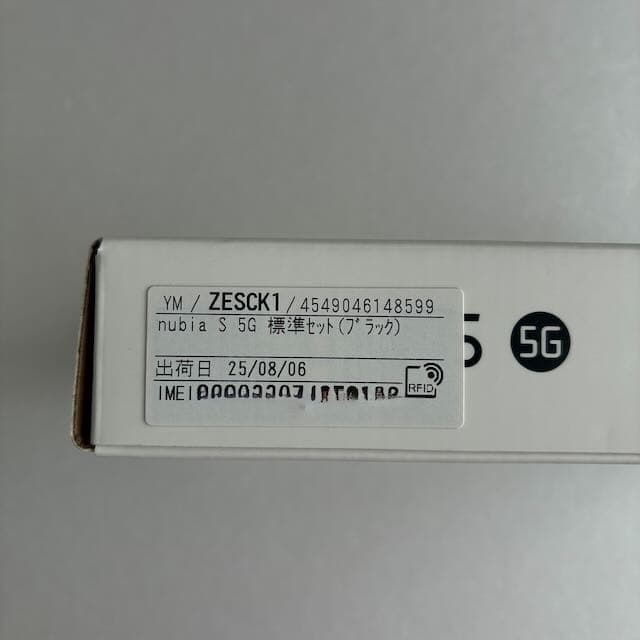 YM / ZESCK1 / 4549046148599
nubia S 5G 標準ｾｯﾄ(ﾌﾞﾗｯｸ)
出荷日 25/08/06
IMEI
RFID
5G